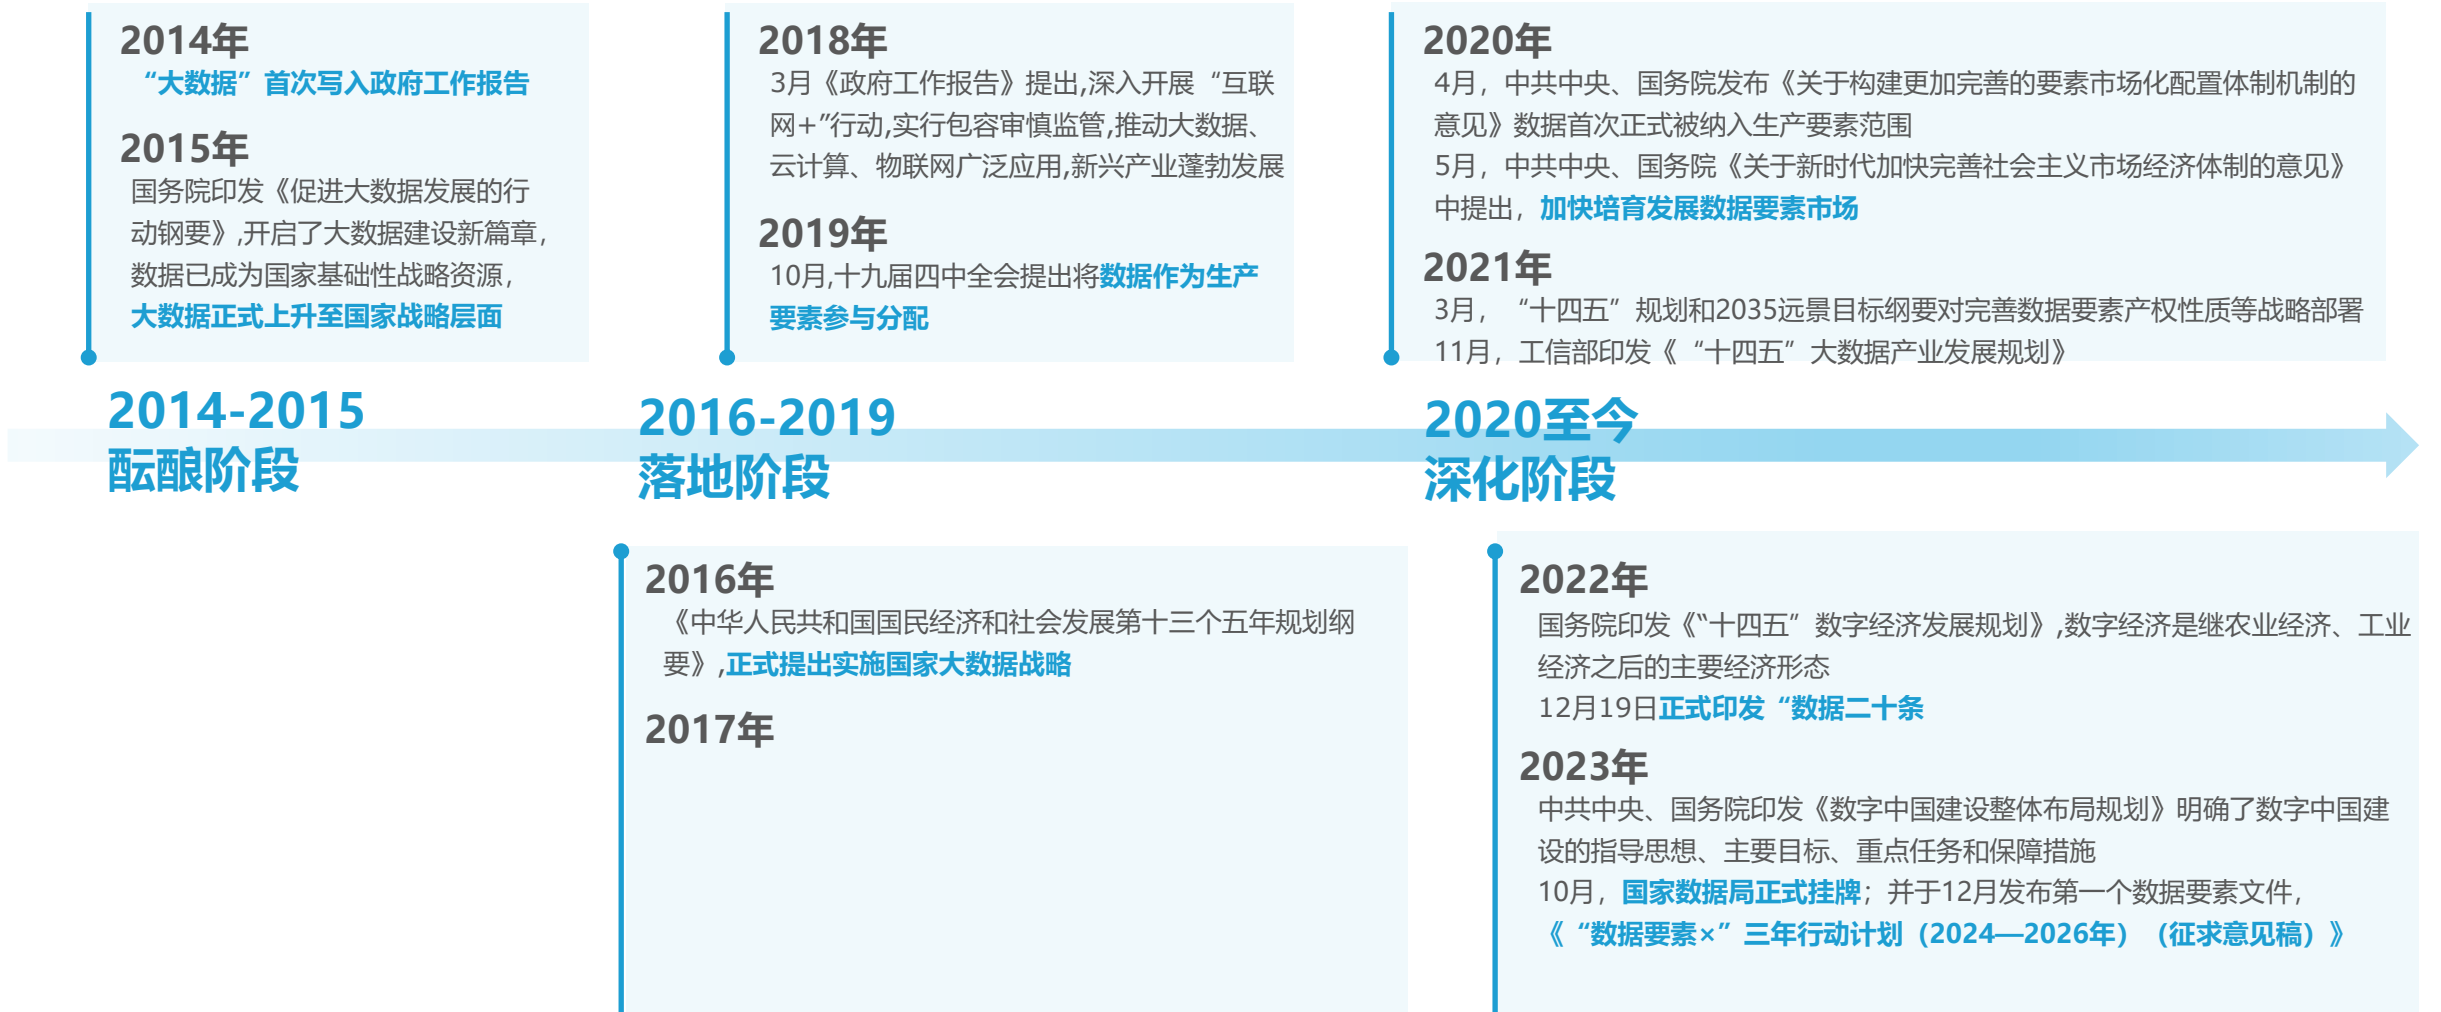 2014年
“大数据”首次写入政府工作报告
2015年
国务院印发《促进大数据发展的行
动钢要》,开启了大数据建设新篇章，
数据已成为国家基础性战略资源，
大数据正式上升至国家战略层面
2018年
3月《政府工作报告》提出,深入开展“互联
网+”行动,实行包容审慎监管,推动大数据、
云计算、物联网广泛应用,新兴产业蓬勃发展
2019年
10月,十九届四中全会提出将数据作为生产
要素参与分配
2020年
4月，中共中央、国务院发布《关于构建更加完善的要素市场化配置体制机制的
意见》数据首次正式被纳入生产要素范围
5月，中共中央、国务院《关于新时代加快完善社会主义市场经济体制的意见》
中提出，加快培育发展数据要素市场
2021年
3月，“十四五”规划和2035远景目标纲要对完善数据要素产权性质等战略部署
11月，工信部印发《“十四五”大数据产业发展规划》
2014-2015
酝酿阶段
2016-2019
落地阶段
2020至今
深化阶段
2016年
《中华人民共和国国民经济和社会发展第十三个五年规划纲
要》,正式提出实施国家大数据战略
2017年
2022年
国务院印发《“十四五”数字经济发展规划》,数字经济是继农业经济、工业
经济之后的主要经济形态
12月19日正式印发“数据二十条
2023年
中共中央、国务院印发《数字中国建设整体布局规划》明确了数字中国建
设的指导思想、主要目标、重点任务和保障措施
10月，国家数据局正式挂牌；并于12月发布第一个数据要素文件，
《“数据要素×”三年行动计划（2024—2026年）（征求意见稿）》